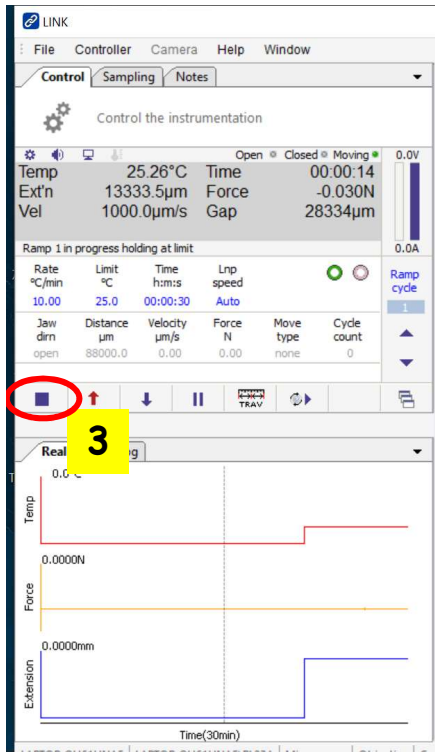 LINK
File Controller Camera Help Window
Control Sampling Notes
Control the instrumentation
Open Closed Moving 0.0V
Temp 25.26°C Time 00:00:14
Ext'n 13333.5µm Force -0.030N
Vel 1000.0µm/s Gap 28334µm
Ramp 1 in progress holding at limit 0.0A
Rate Limit Time Lnp Ramp
°C/min °C h:m:s speed cycle
10.00 25.0 00:00:30 Auto 1
Jaw Distance Velocity Force Move Cycle
dirn µm µm/s N type count
open 88000.0 0.00 0.00 none 0
TRAV
3
Temp
0.0000N
Force
0.0000mm
Extension
Time(30min)